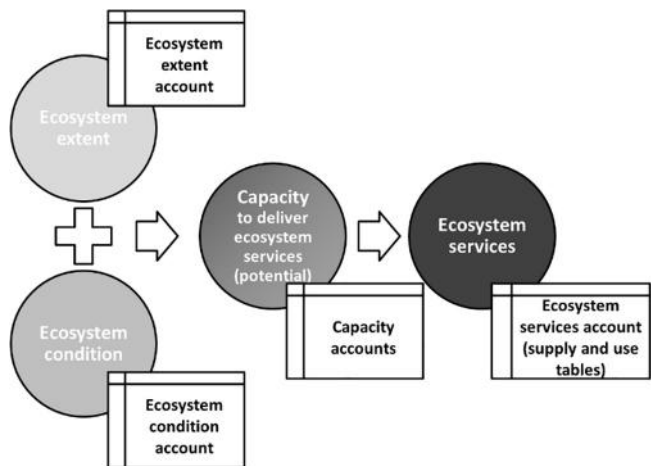 Ecosystem
extent
account
Ecosystem
extent
Capacity
to deliver
ecosystem
services
(potential)
Ecosystem
services
Ecosystem
condition
Capacity
accounts
Ecosystem
services account
(supply and use
tables)
Ecosystem
condition
account